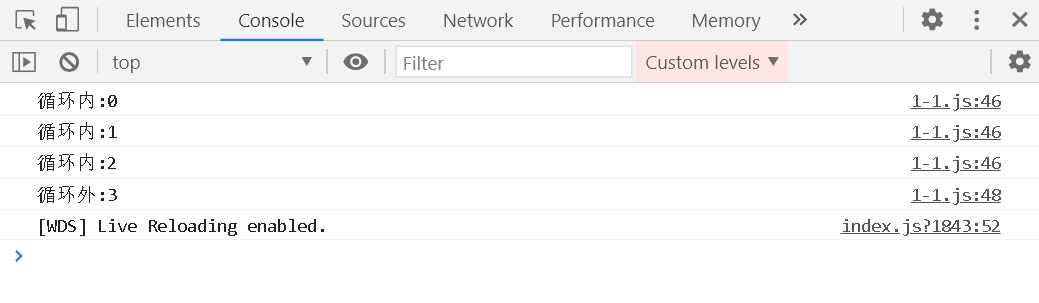 Elements Console Sources Network Performance Memory
top Filter Custom levels
循环内:0 1-1.js:46
循环内:1 1-1.js:46
循环内:2 1-1.js:46
循环外:3 1-1.js:48
[WDS] Live Reloading enabled. index.js?1843:52